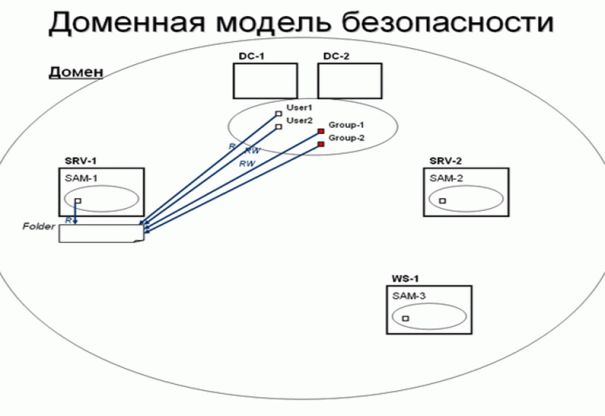 Доменная модель безопасности
Домен
DC-1
DC-2
User1
User2
Group-1
Group-2
R
RW
RW
SRV-1
SAM-1
R
Folder
SRV-2
SAM-2
WS-1
SAM-3